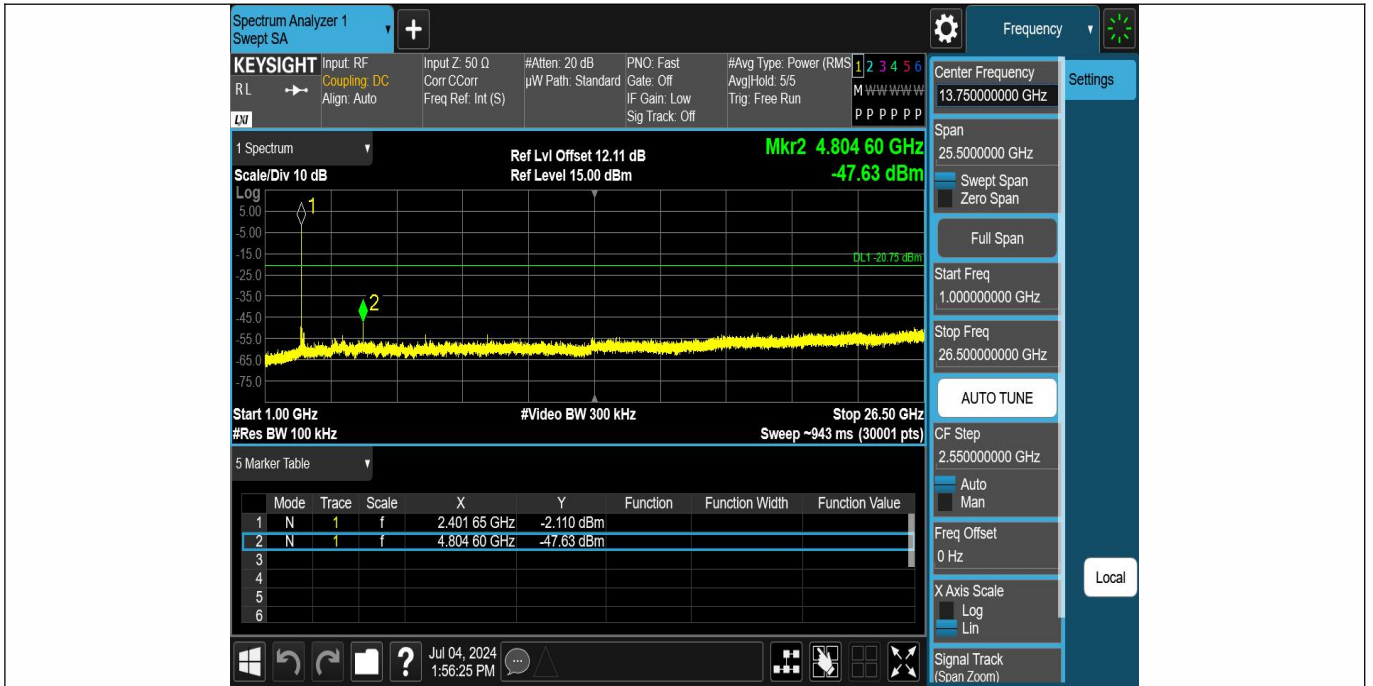 Spectrum Analyzer 1
Swept SA
+
Frequency
KEYSIGHT
RL
LXI
Input: RF
Coupling: DC
Align: Auto
Input Z: 50 Ω
Corr CCorr
Freq Ref: Int (S)
#Atten: 20 dB
µW Path: Standard
PNO: Fast
Gate: Off
IF Gain: Low
Sig Track: Off
#Avg Type: Power (RMS
Avg|Hold: 5/5
Trig: Free Run
1 2 3 4 5 6
M W W W W W
P P P P P P
1 Spectrum
Scale/Div 10 dB
Ref Lvl Offset 12.11 dB
Ref Level 15.00 dBm
Mkr2 4.804 60 GHz
-47.63 dBm
Log
5.00
-5.00
-15.0
-25.0
-35.0
-45.0
-55.0
-65.0
-75.0
1
2
DL1 -20.75 dBm
Start 1.00 GHz
#Video BW 300 kHz
Stop 26.50 GHz
#Res BW 100 kHz
Sweep ~943 ms (30001 pts)
5 Marker Table
Mode Trace Scale X Y Function Function Width Function Value
1 N 1 f 2.401 65 GHz -2.110 dBm
2 N 1 f 4.804 60 GHz -47.63 dBm
3
4
5
6
?
Jul 04, 2024
1:56:25 PM
Center Frequency
13.750000000 GHz
Span
25.5000000 GHz
Swept Span
Zero Span
Full Span
Start Freq
1.000000000 GHz
Stop Freq
26.500000000 GHz
AUTO TUNE
CF Step
2.550000000 GHz
Auto
Man
Freq Offset
0 Hz
X Axis Scale
Log
Lin
Signal Track
(Span Zoom)
Settings
Local